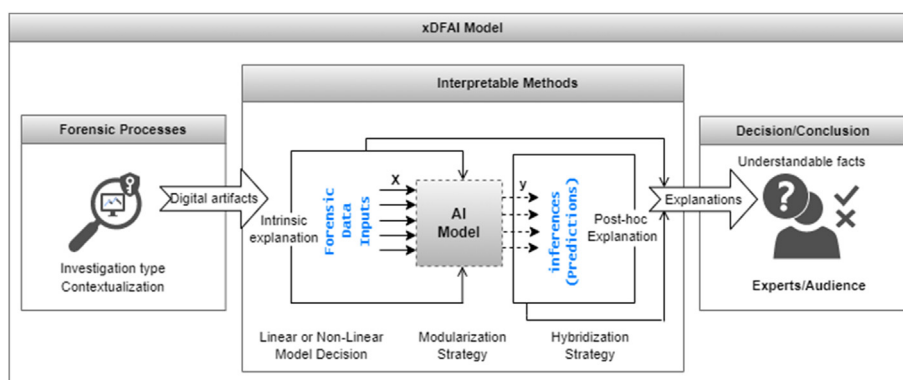 xDFAI Model
Forensic Processes
Investigation type
Contextualization
Digital artifacts
Interpretable Methods
Intrinsic
explanation
Forensic
Data
Inputs
X
AI
Model
y
inferences
(Predictions)
Post-hoc
Explanation
Linear or Non-Linear
Model Decision
Modularization
Strategy
Hybridization
Strategy
Explanations
Decision/Conclusion
Understandable facts
?
Experts/Audience